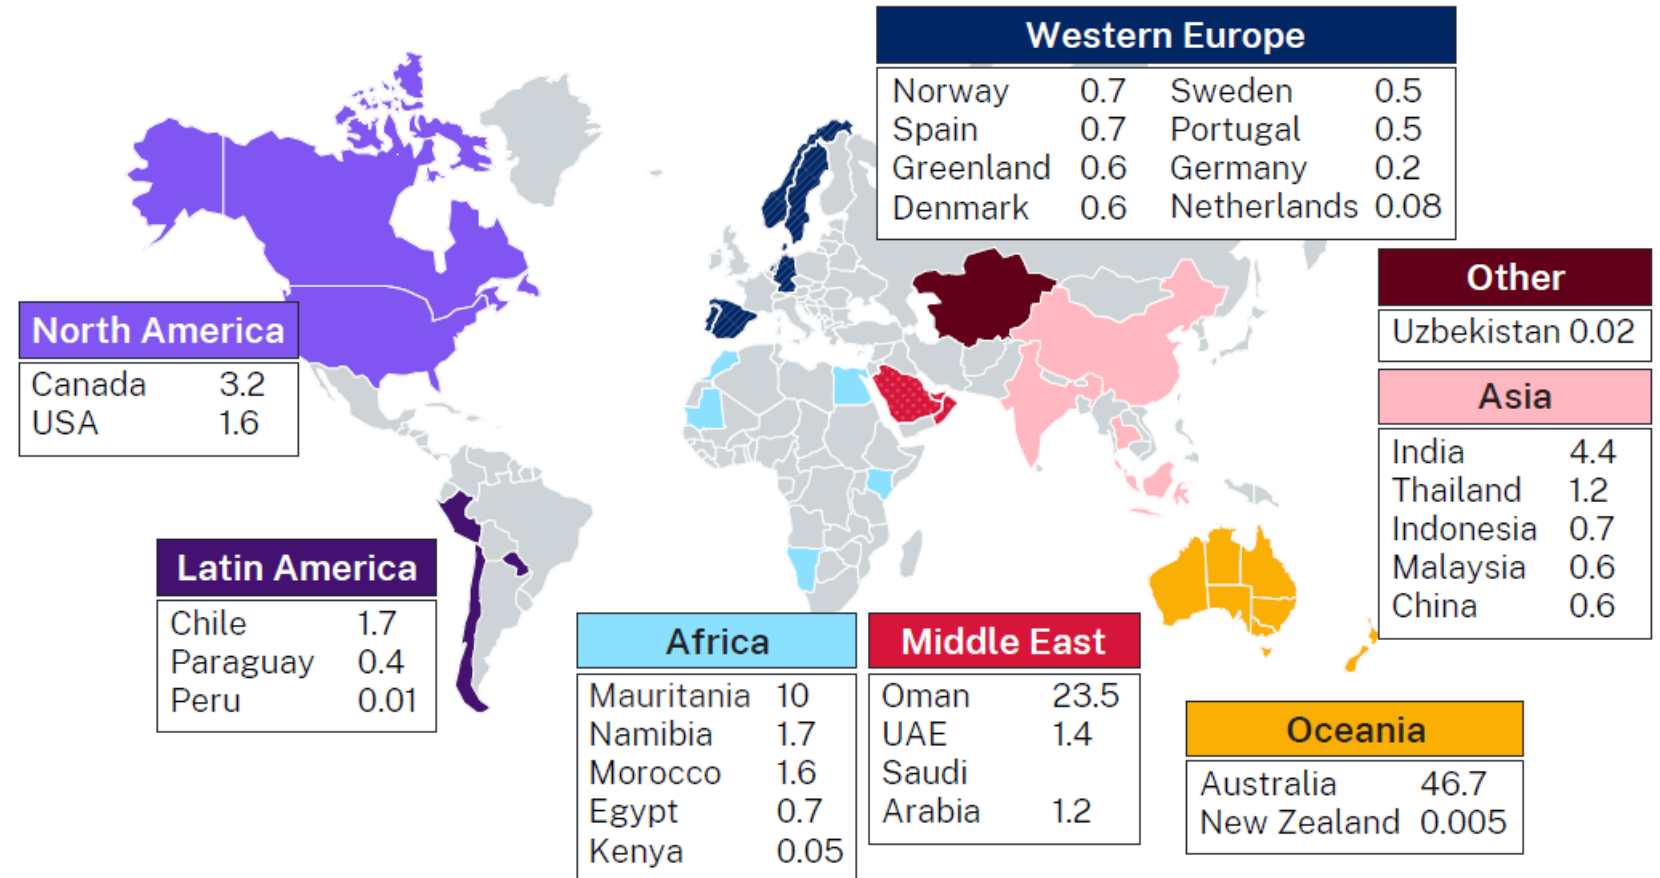 Western Europe
Norway 0.7 Sweden 0.5
Spain 0.7 Portugal 0.5
Greenland 0.6 Germany 0.2
Denmark 0.6 Netherlands 0.08
Other
Uzbekistan 0.02
North America
Canada 3.2
USA 1.6
Asia
India 4.4
Thailand 1.2
Indonesia 0.7
Malaysia 0.6
China 0.6
Latin America
Chile 1.7
Paraguay 0.4
Peru 0.01
Africa
Mauritania 10
Namibia 1.7
Morocco 1.6
Egypt 0.7
Kenya 0.05
Middle East
Oman 23.5
UAE 1.4
Saudi
Arabia 1.2
Oceania
Australia 46.7
New Zealand 0.005